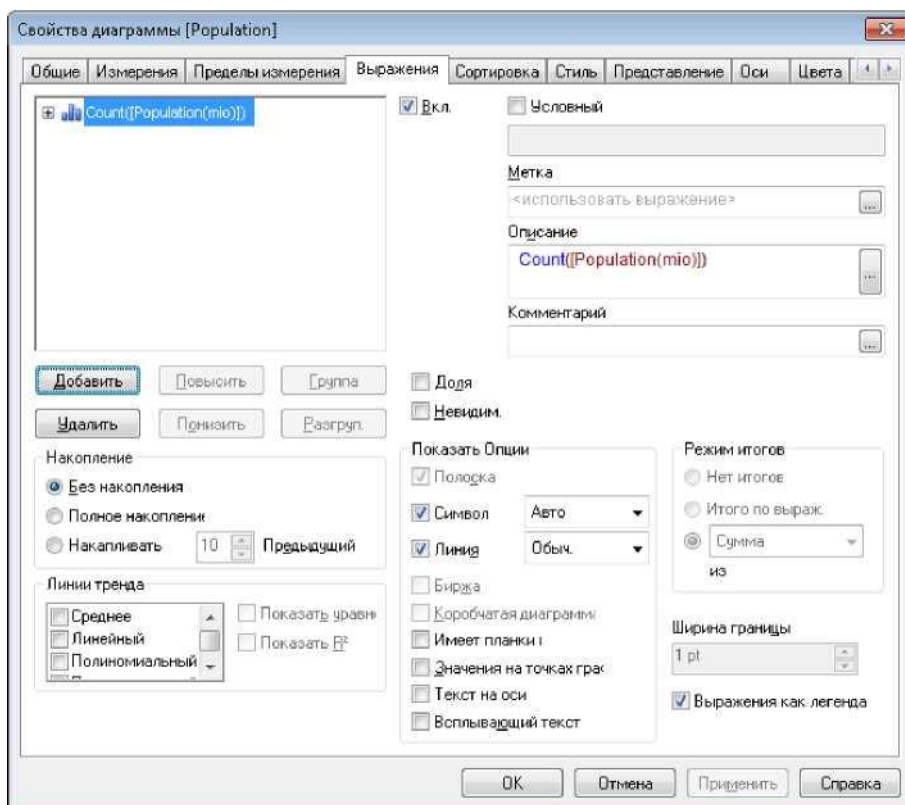 Свойства диаграммы [Population]
Общие Измерения Пределы измерения Выражения Сортировка Стиль Представление Оси Цвета
Count([Population(mio)])
Вкл.
Условный
Метка
<использовать выражение>
...
Описание
Count([Population(mio)])
...
Комментарий
...
Добавить Повысить Группа
Удалить Понизить Разгруп.
Доля
Невидим.
Накопление
Без накопления
Полное накоплени
Накапливать 10 Предыдущий
Линии тренда
Среднее
Линейный
Полиномиальный
Показать уравн
Показать R²
Показать Опции
Полоска
Символ Авто
Линия Обыч.
Биржа
Коробчатая диаграмм
Имеет планки
Значения на точках граф
Текст на оси
Всплывающий текст
Режим итогов
Нет итогов
Итого по выраж.
Сумма
из
Ширина границы
1 pt
Выражения как легенда
OK Отмена Применить Справка